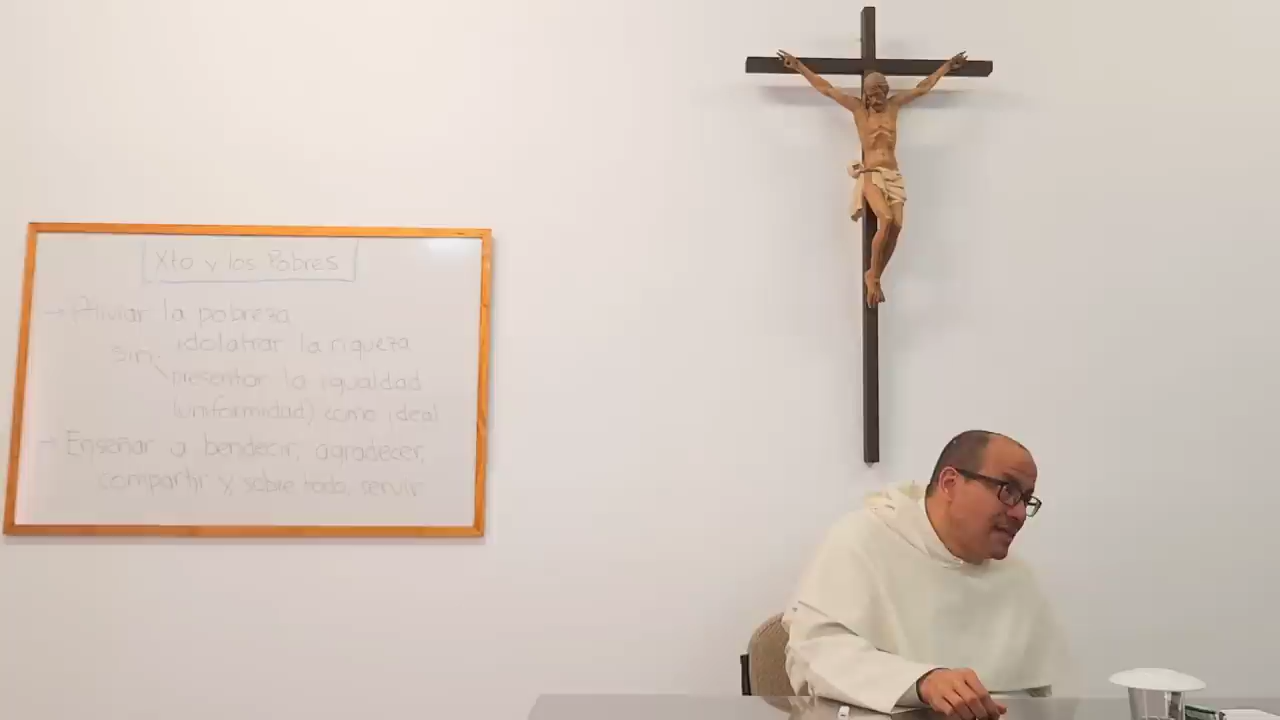 Xto y los Pobres
→ Aliviar la pobreza
idolatrar la riqueza
sin
presentar la igualdad
(uniformidad) como ideal
→ Enseñar a bendecir, agradecer,
compartir y, sobre todo, servir